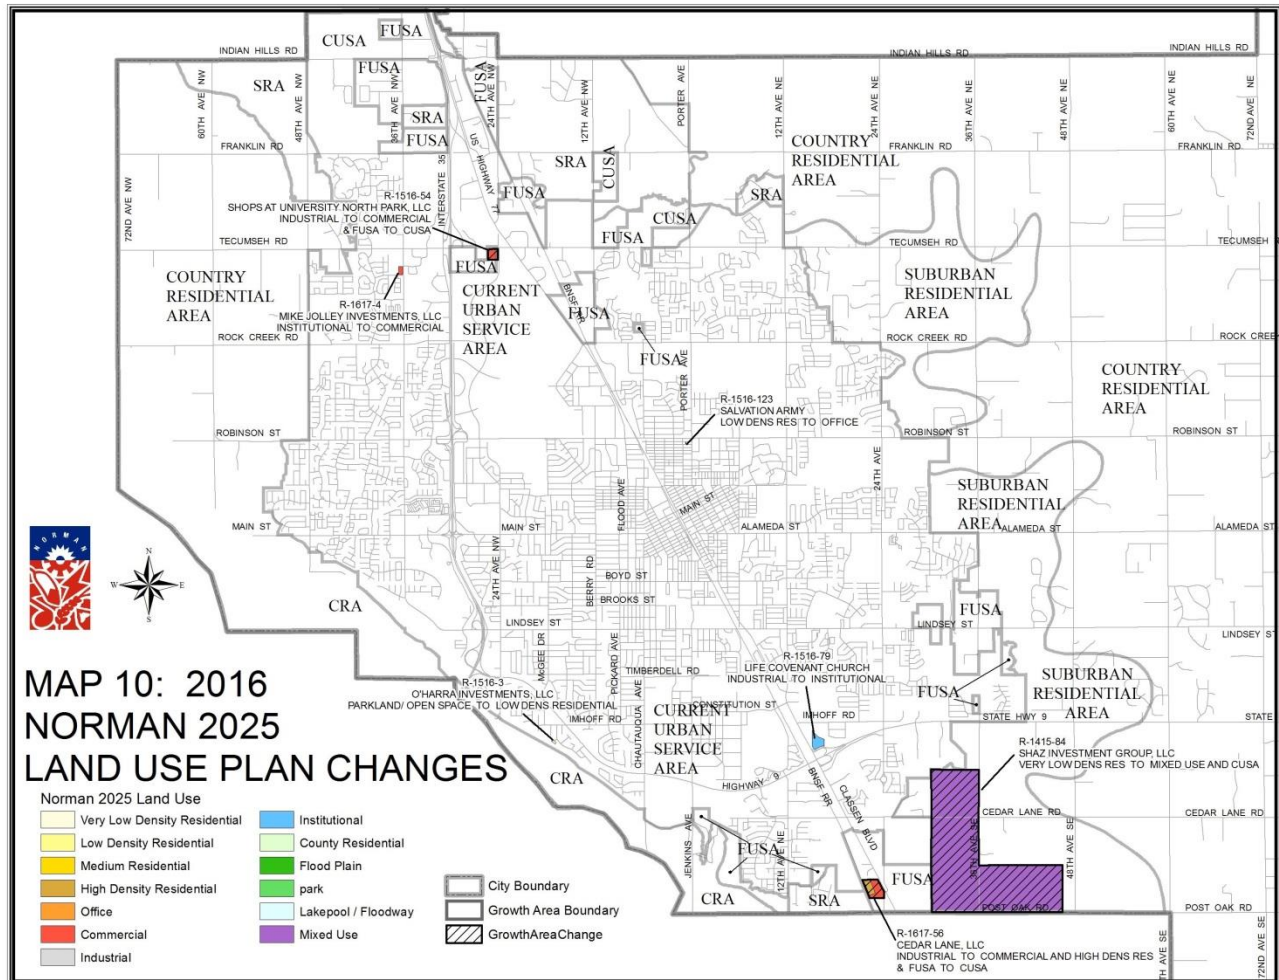 CUSA
FUSA
INDIAN HILLS RD
INDIAN HILLS RD
INDIAN HILLS RD
FUSA
FUSA
SRA
60TH AVE NW
48TH AVE NW
36TH AVE NW
24TH AVE NW
12TH AVE NW
PORTER AVE
12TH AVE NE
24TH AVE NE
36TH AVE NE
48TH AVE NE
60TH AVE NE
72ND AVE NE
SRA
FUSA
US HIGHWAY 77
INTERSTATE 35
FRANKLIN RD
SRA
CUSA
COUNTRY
RESIDENTIAL
AREA
FRANKLIN RD
FRANKLIN RD
72ND AVE NW
R-1516-54
SHOPS AT UNIVERSITY NORTH PARK, LLC
INDUSTRIAL TO COMMERCIAL
& FUSA TO CUSA
FUSA
SRA
CUSA
FUSA
TECUMSEH RD
TECUMSEH RD
TECUMSEH RD
FUSA
COUNTRY
RESIDENTIAL
AREA
R-1617-4
MIKE JOLLEY INVESTMENTS, LLC
INSTITUTIONAL TO COMMERCIAL
CURRENT
URBAN
SERVICE
AREA
BNSF RR
FUSA
SUBURBAN
RESIDENTIAL
AREA
ROCK CREEK RD
ROCK CREEK RD
ROCK CREE
FUSA
PORTER AVE
COUNTRY
RESIDENTIAL
AREA
R-1516-123
SALVATION ARMY
LOW DENS RES TO OFFICE
ROBINSON ST
ROBINSON ST
ROBINSON ST
24TH AVE
SUBURBAN
RESIDENTIAL
AREA
FLOOD AVE
MAIN ST
MAIN ST
MAIN ST
ALAMEDA ST
ALAMEDA ST
ALAMEDA ST
NORMAN
N
W
E
S
24TH AVE NW
BERRY RD
BOYD ST
BROOKS ST
CRA
FUSA
LINDSEY ST
LINDSEY ST
LINDSEY S
McGEE DR
PICKARD AVE
TIMBERDELL RD
R-1516-79
LIFE COVENANT CHURCH
INDUSTRIAL TO INSTITUTIONAL
SUBURBAN
RESIDENTIAL
AREA
FUSA
R-1516-3
O'HARRA INVESTMENTS, LLC
PARKLAND/ OPEN SPACE TO LOW DENS RESIDENTIAL
IMHOFF RD
CHAUTAUQUA AVE
CONSTITUTION ST
IMHOFF RD
STATE HWY 9
STATE
CURRENT
URBAN
SERVICE
AREA
R-1415-84
SHAZ INVESTMENT GROUP, LLC
VERY LOW DENS RES TO MIXED USE AND CUSA
MAP 10: 2016
NORMAN 2025
LAND USE PLAN CHANGES
CRA
HIGHWAY 9
BNSF RR
CLASSEN BLVD
CEDAR LANE RD
CEDAR LANE RD
JENKINS AVE
FUSA
12TH AVE NE
36TH AVE SE
48TH AVE SE
CRA
SRA
FUSA
POST OAK RD
POST OAK RD
R-1617-56
CEDAR LANE, LLC
INDUSTRIAL TO COMMERCIAL AND HIGH DENS RES
& FUSA TO CUSA
TH AVE SE
72ND AVE SE
Norman 2025 Land Use
Very Low Density Residential
Low Density Residential
Medium Residential
High Density Residential
Office
Commercial
Industrial
Institutional
County Residential
Flood Plain
park
Lakepool / Floodway
Mixed Use
City Boundary
Growth Area Boundary
GrowthAreaChange